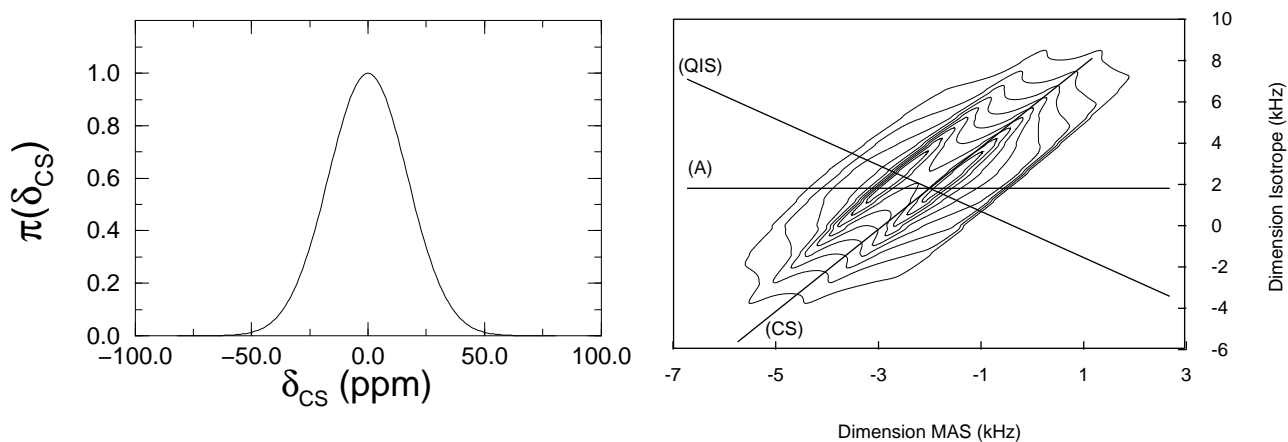 π(δCS)
1.0
0.8
0.6
0.4
0.2
0.0
−100.0 −50.0 0.0 50.0 100.0
δCS (ppm)
(QIS)
(A)
(CS)
10
8
6
4
2
0
-2
-4
-6
Dimension Isotrope (kHz)
-7 -5 -3 -1 1 3
Dimension MAS (kHz)